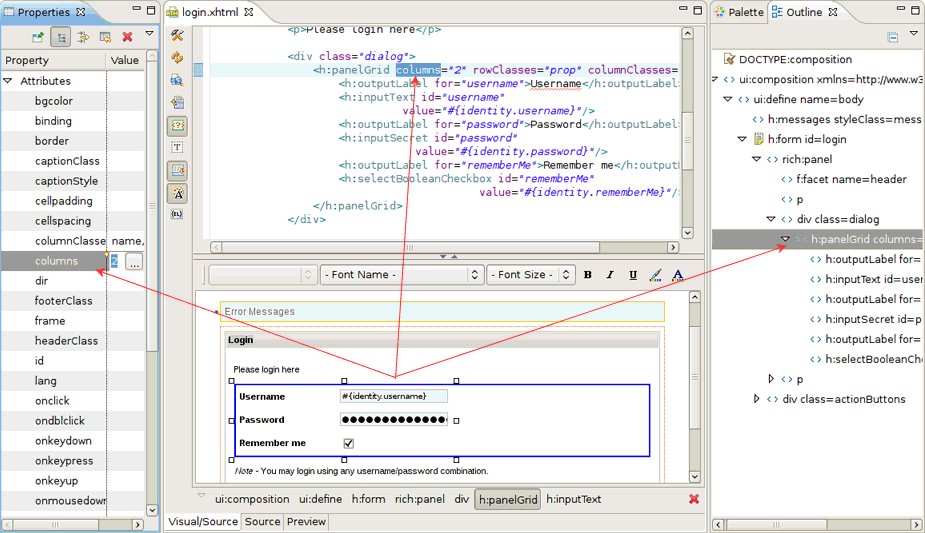 Properties
Property Value
Attributes
bgcolor
binding
border
captionClass
captionStyle
cellpadding
cellspacing
columnClasse name,
columns 2 ...
dir
footerClass
frame
headerClass
id
lang
onclick
ondblclick
onkeydown
onkeypress
onkeyup
onmousedown
login.xhtml
<p>Please login here</p>
<div class="dialog">
<h:panelGrid columns="2" rowClasses="prop" columnClasses=
<h:outputLabel for="username">Username</h:outputLabel>
<h:inputText id="username"
value="#{identity.username}"/>
<h:outputLabel for="password">Password</h:outputLabel>
<h:inputSecret id="password"
value="#{identity.password}"/>
<h:outputLabel for="rememberMe">Remember me</h:outputL
<h:selectBooleanCheckbox id="rememberMe"
value="#{identity.rememberMe}"/>
</h:panelGrid>
</div>
- Font Name - - Font Size - B I U A
Error Messages
Login
Please login here
Username #{identity.username}
Password
Remember me
Note - You may login using any username/password combination.
ui:composition ui:define h:form rich:panel div h:panelGrid h:inputText
Visual/Source Source Preview
Palette Outline
DOCTYPE:composition
ui:composition xmlns=http://www.w3
ui:define name=body
h:messages styleClass=mess
h:form id=login
rich:panel
f:facet name=header
p
div class=dialog
h:panelGrid columns=
h:outputLabel for=
h:inputText id=user
h:outputLabel for=
h:inputSecret id=p
h:outputLabel for=
h:selectBooleanCh
p
div class=actionButtons